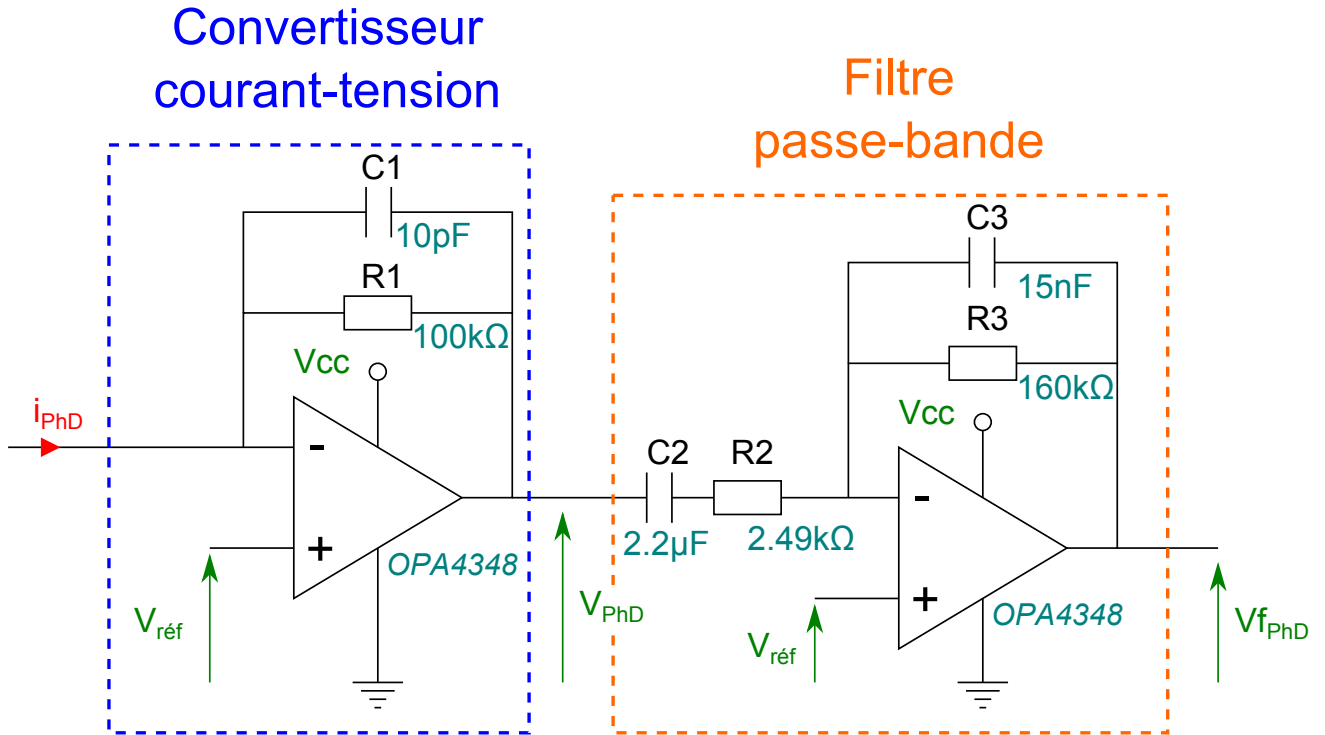 Convertisseur
courant-tension
Filtre
passe-bande
C1
10pF
R1
100kΩ
Vcc
iPhD
-
+
OPA4348
Vréf
VPhD
C2
2.2µF
R2
2.49kΩ
C3
15nF
R3
160kΩ
Vcc
-
+
OPA4348
Vréf
VfPhD